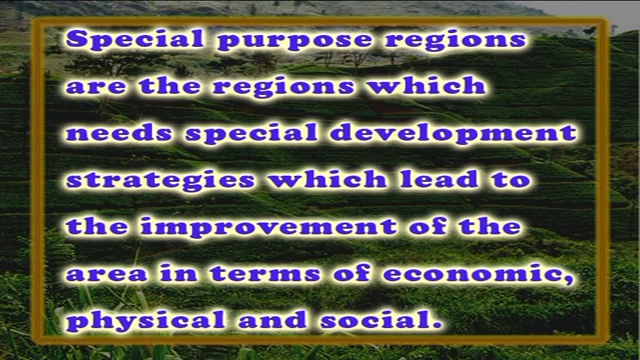 Special purpose regions
are the regions which
needs special development
strategies which lead to
the improvement of the
area in terms of economic,
physical and social.